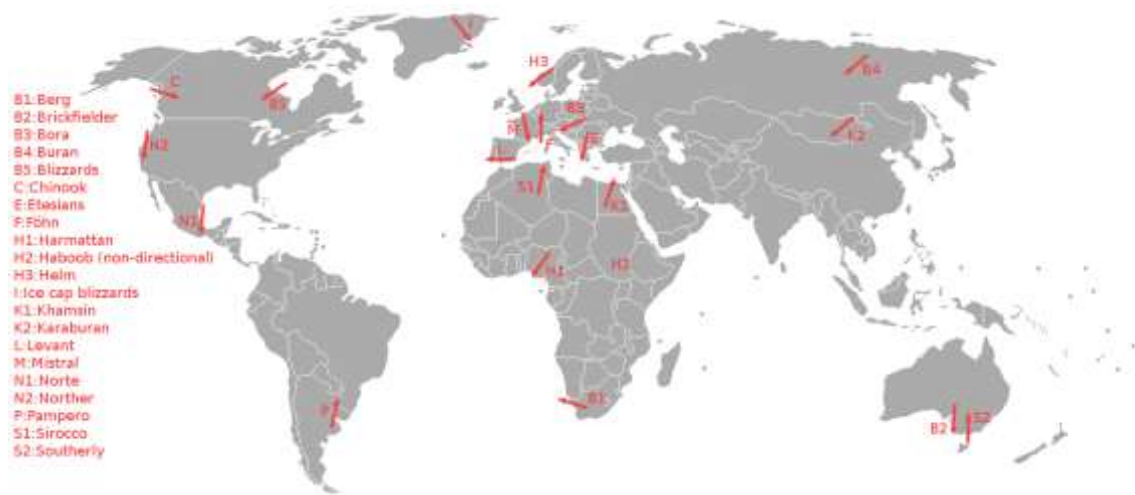 B1:Berg
B2:Brickfielder
B3:Bora
B4:Buran
B5:Blizzards
C:Chinook
E:Etesians
F:Föhn
H1:Harmattan
H2:Haboob (non-directional)
H3:Helm
I:Ice cap blizzards
K1:Khamsin
K2:Karaburan
L:Levant
M:Mistral
N1:Norte
N2:Norther
P:Pampero
S1:Sirocco
S2:Southerly
I
H3
B4
C
B5
B3
M
K2
N2
F
E
L
S1
K1
N1
H1
H2
B1
P
S2
B2